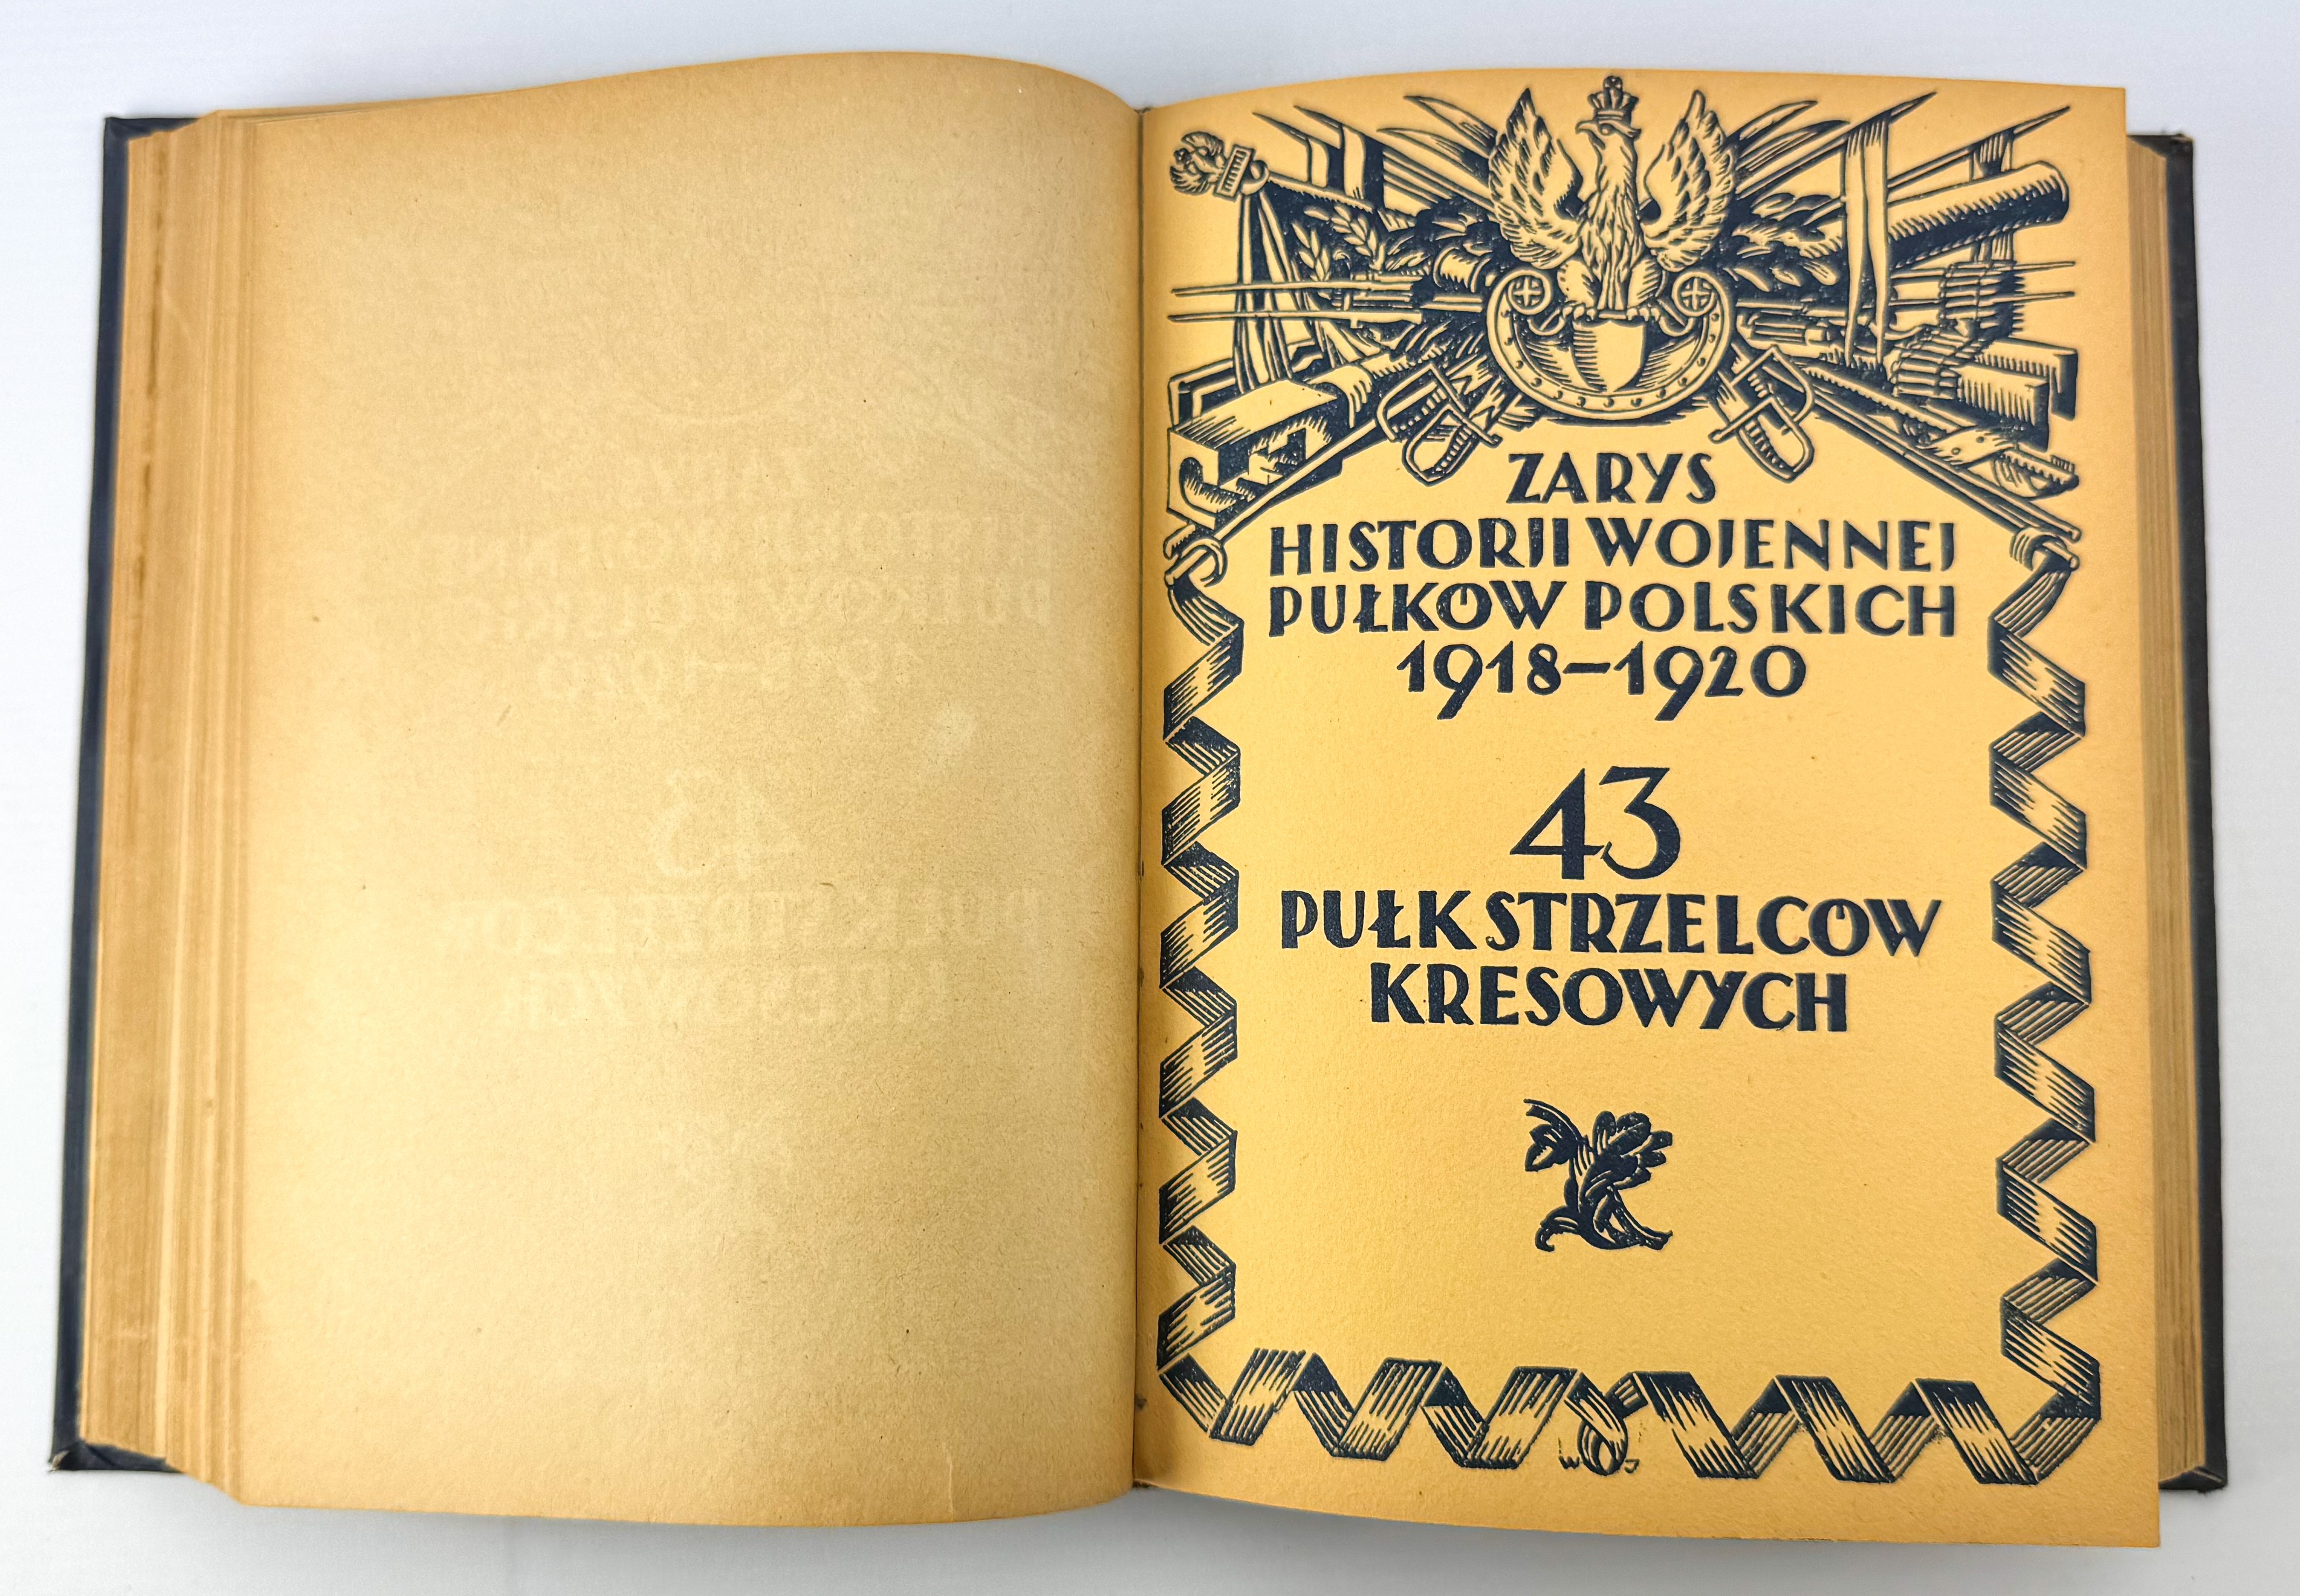 ZARYS
HISTORJI WOJENNEJ
PUŁKÓW POLSKICH
1918–1920
43
PUŁK STRZELCÓW
KRESOWYCH